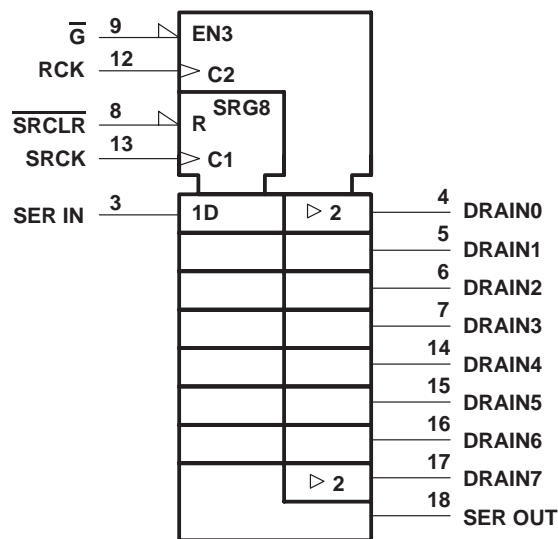 G 9 EN3
RCK 12 C2
SRG8
SRCLR 8 R
SRCK 13 C1
SER IN 3 1D 2 4 DRAIN0
5 DRAIN1
6 DRAIN2
7 DRAIN3
14 DRAIN4
15 DRAIN5
16 DRAIN6
2 17 DRAIN7
18 SER OUT